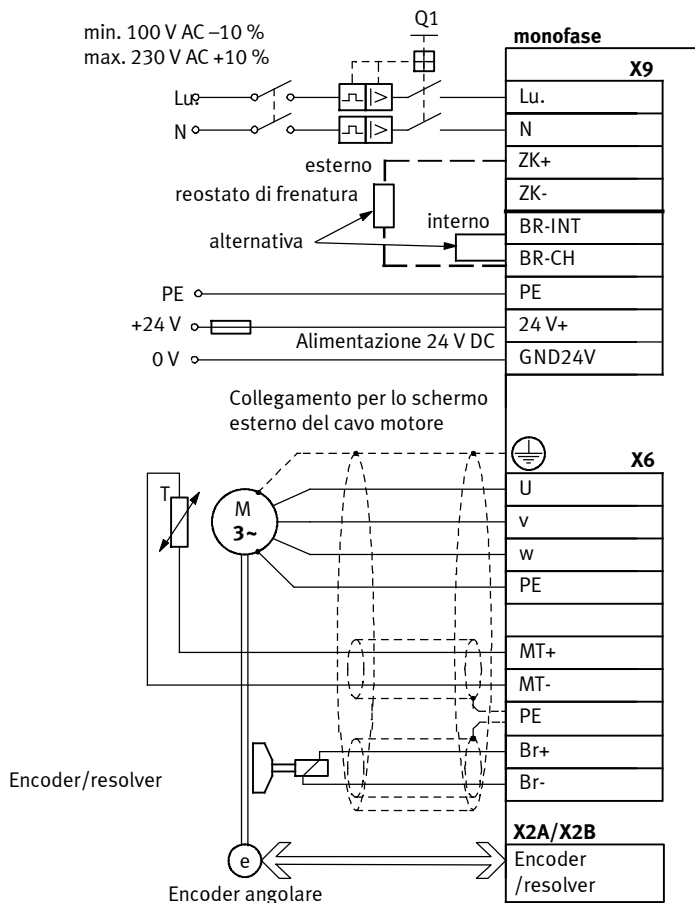 min. 100 V AC –10 %
max. 230 V AC +10 %
Q1
monofase
X9
Lu.
Lu.
N
N
ZK+
esterno
reostato di frenatura
ZK-
interno
BR-INT
alternativa
BR-CH
PE
PE
+24 V
24 V+
Alimentazione 24 V DC
0 V
GND24V
Collegamento per lo schermo
esterno del cavo motore
X6
T
M
3~
U
v
w
PE
MT+
MT-
PE
Br+
Encoder/resolver
Br-
X2A/X2B
e
Encoder
/resolver
Encoder angolare